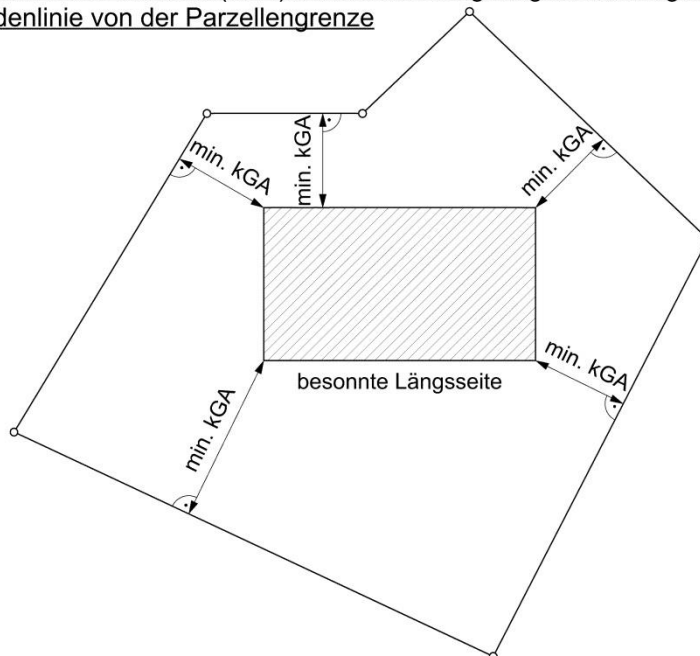 denlinie von der Parzellengrenze
min. kGA
min. kGA
min. kGA
min. kGA
besonnte Längsseite
min. kGA